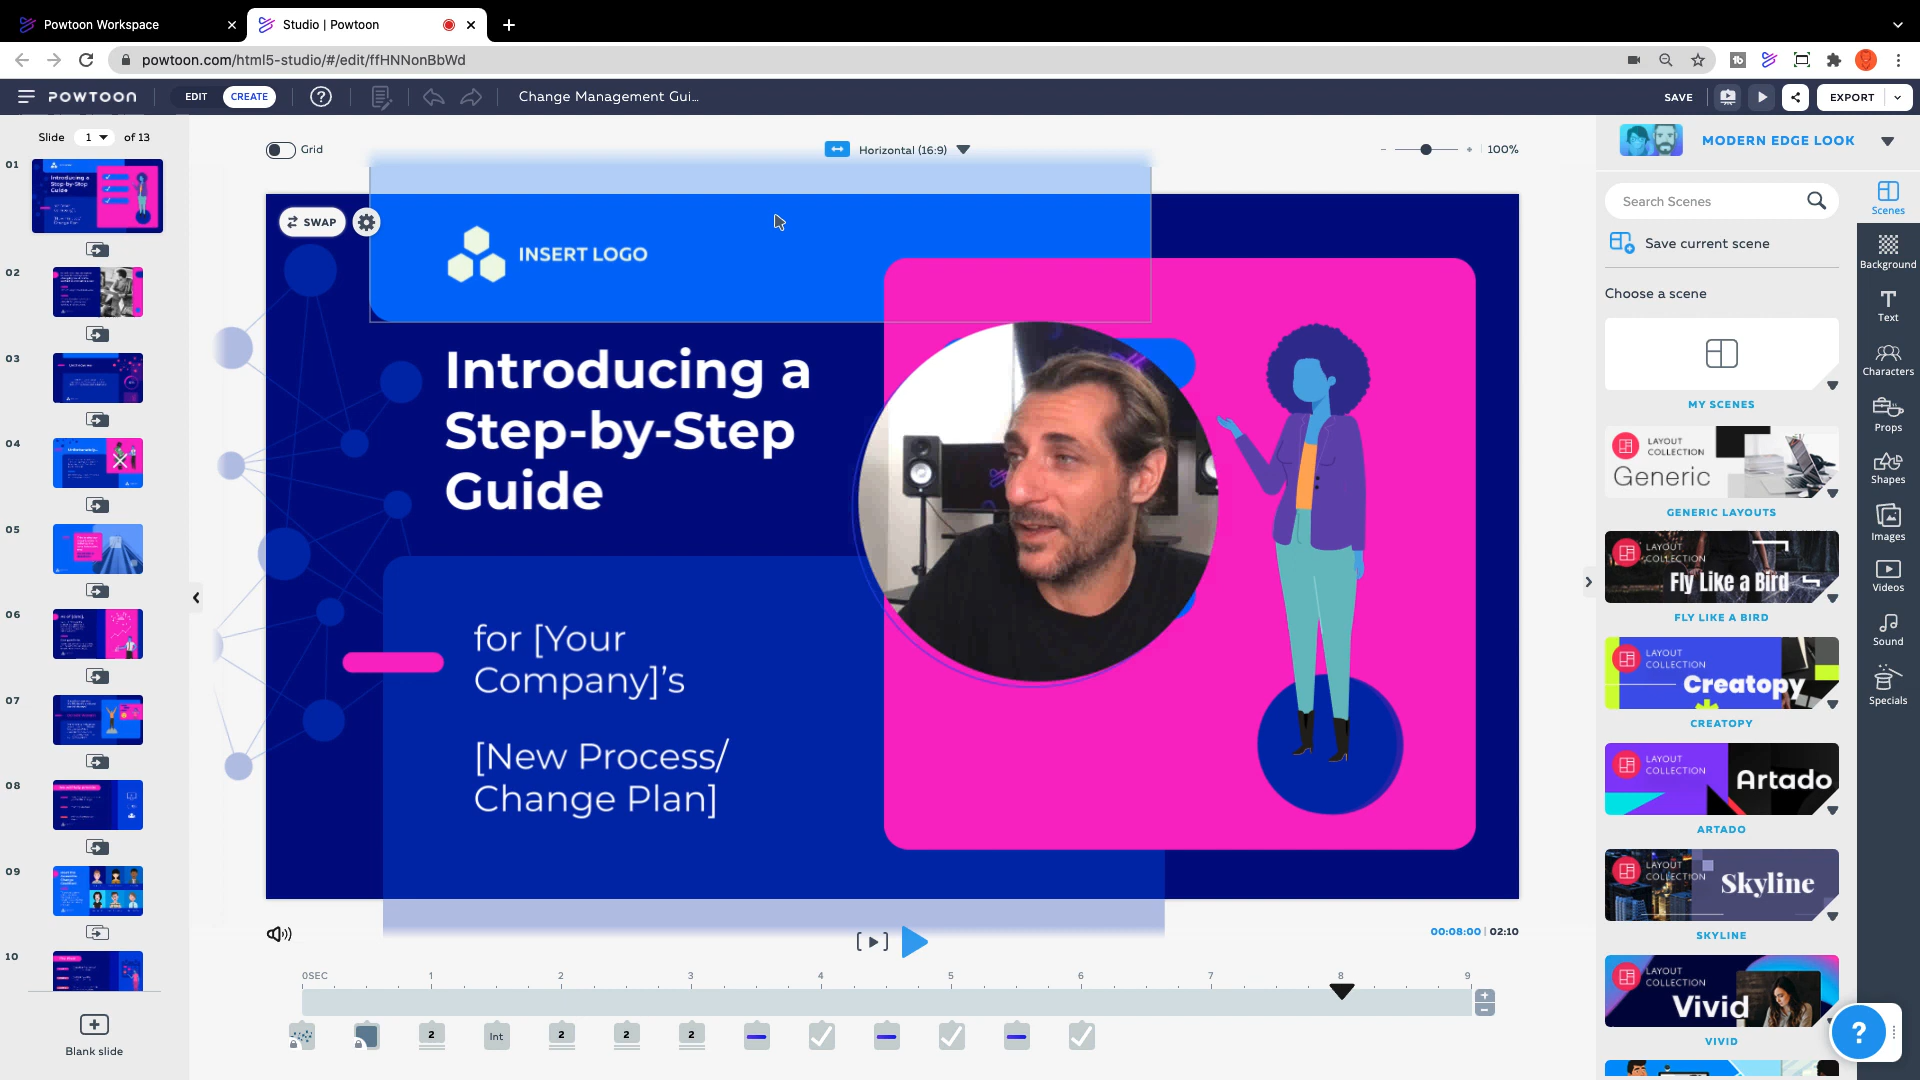 Powtoon Workspace
Studio | Powtoon
powtoon.com/html5-studio/#/edit/ffHNNonBbWd
POWTOON
EDIT
CREATE
Change Management Gui...
SAVE
EXPORT
Slide
1
of 13
Grid
Horizontal (16:9)
100%
MODERN EDGE LOOK
01
02
03
04
05
06
07
08
09
10
Blank slide
SWAP
INSERT LOGO
Introducing a
Step-by-Step
Guide
for [Your
Company]'s
[New Process/
Change Plan]
00:08:00 | 02:10
0SEC
1
2
3
4
5
6
7
8
9
2
Int
2
2
2
Search Scenes
Save current scene
Choose a scene
MY SCENES
LAYOUT
COLLECTION
Generic
GENERIC LAYOUTS
LAYOUT
COLLECTION
Fly Like a Bird
FLY LIKE A BIRD
LAYOUT
COLLECTION
Creatopy
CREATOPY
LAYOUT
COLLECTION
Artado
ARTADO
LAYOUT
COLLECTION
Skyline
SKYLINE
LAYOUT
COLLECTION
Vivid
VIVID
Scenes
Background
Text
Characters
Props
Shapes
Images
Videos
Sound
Specials
?